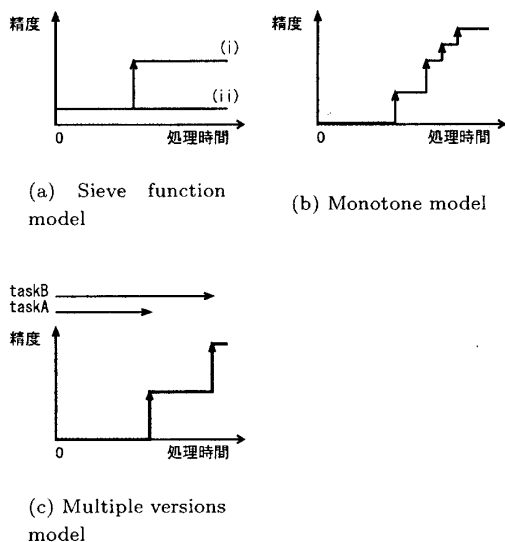 精度
(i)
(ii)
0
処理時間
(a) Sieve function
model
精度
0
処理時間
(b) Monotone model
taskB
taskA
精度
0
処理時間
(c) Multiple versions
model